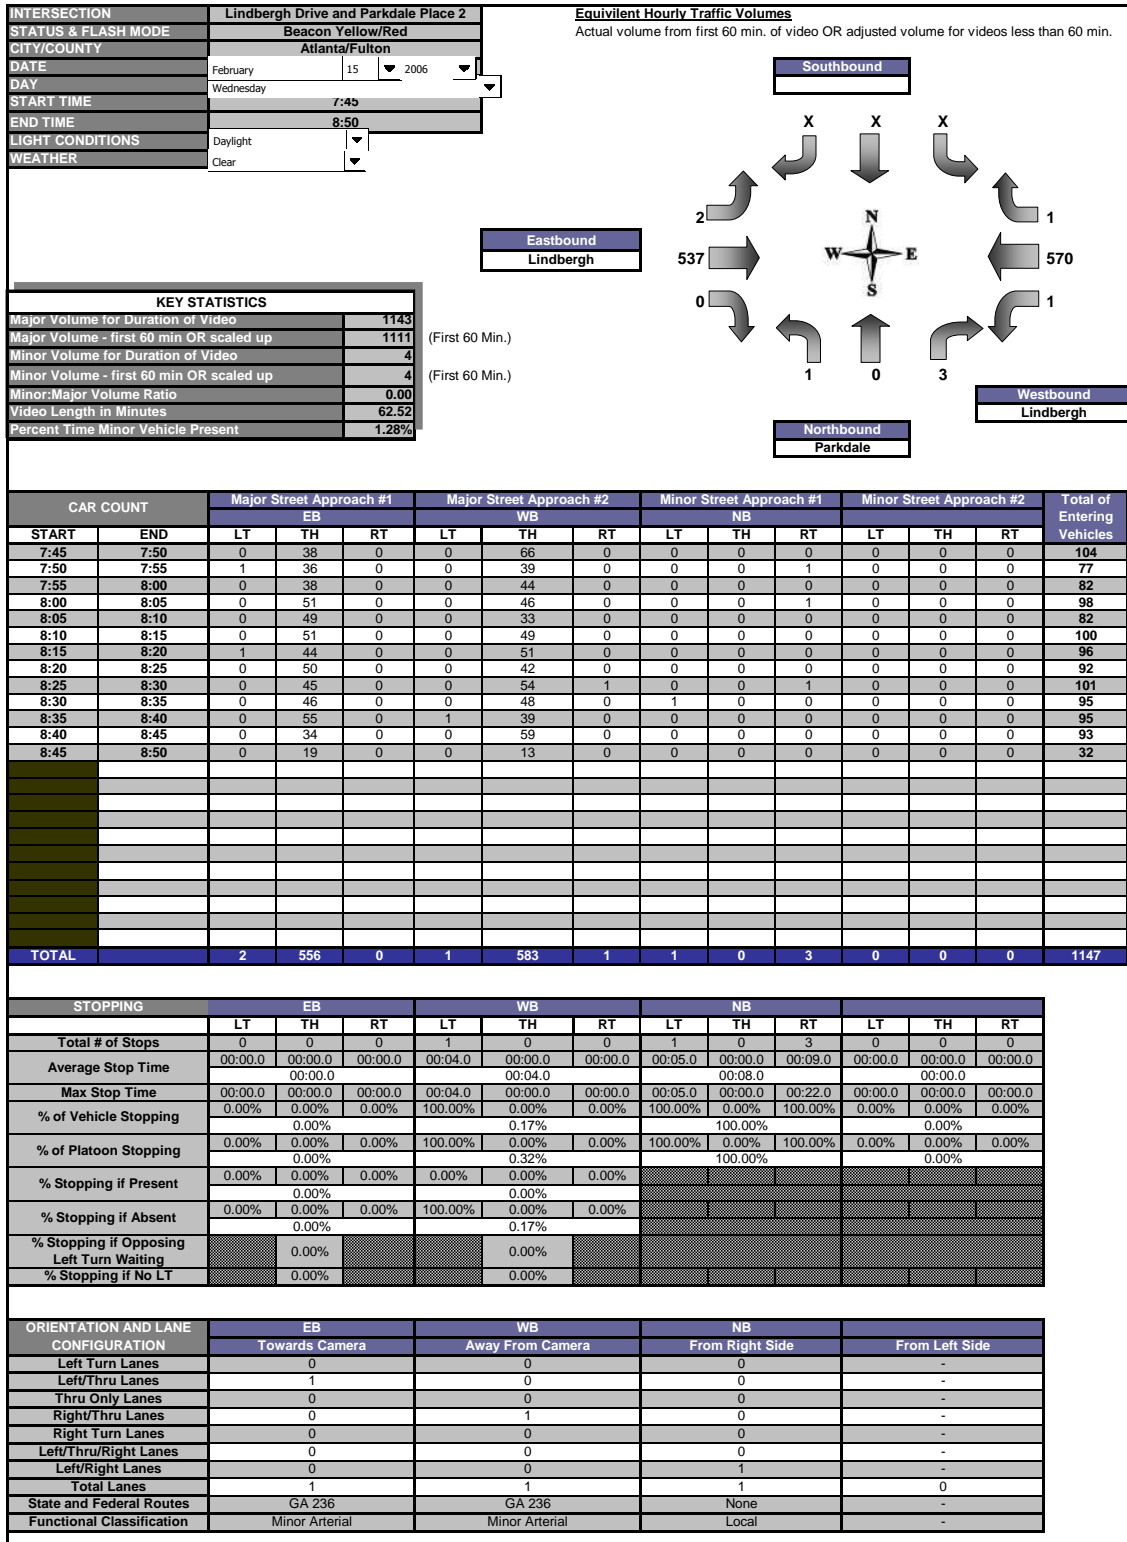 INTERSECTION Lindbergh Drive and Parkdale Place 2
STATUS & FLASH MODE Beacon Yellow/Red
CITY/COUNTY Atlanta/Fulton
DATE February 15 2006
DAY Wednesday
START TIME 7:45
END TIME 8:50
LIGHT CONDITIONS Daylight
WEATHER Clear
Equivilent Hourly Traffic Volumes
Actual volume from first 60 min. of video OR adjusted volume for videos less than 60 min.
Southbound
X X X
2 1
N
W E
S
Eastbound
Lindbergh
537 570
0 1
1 0 3
Westbound
Lindbergh
Northbound
Parkdale
KEY STATISTICS
Major Volume for Duration of Video 1143
Major Volume - first 60 min OR scaled up 1111 (First 60 Min.)
Minor Volume for Duration of Video 4
Minor Volume - first 60 min OR scaled up 4 (First 60 Min.)
Minor:Major Volume Ratio 0.00
Video Length in Minutes 62.52
Percent Time Minor Vehicle Present 1.28%
CAR COUNT Major Street Approach #1 Major Street Approach #2 Minor Street Approach #1 Minor Street Approach #2 Total of
EB WB NB Entering
START END LT TH RT LT TH RT LT TH RT LT TH RT Vehicles
7:45 7:50 0 38 0 0 66 0 0 0 0 0 0 0 104
7:50 7:55 1 36 0 0 39 0 0 0 1 0 0 0 77
7:55 8:00 0 38 0 0 44 0 0 0 0 0 0 0 82
8:00 8:05 0 51 0 0 46 0 0 0 1 0 0 0 98
8:05 8:10 0 49 0 0 33 0 0 0 0 0 0 0 82
8:10 8:15 0 51 0 0 49 0 0 0 0 0 0 0 100
8:15 8:20 1 44 0 0 51 0 0 0 0 0 0 0 96
8:20 8:25 0 50 0 0 42 0 0 0 0 0 0 0 92
8:25 8:30 0 45 0 0 54 1 0 0 1 0 0 0 101
8:30 8:35 0 46 0 0 48 0 1 0 0 0 0 0 95
8:35 8:40 0 55 0 1 39 0 0 0 0 0 0 0 95
8:40 8:45 0 34 0 0 59 0 0 0 0 0 0 0 93
8:45 8:50 0 19 0 0 13 0 0 0 0 0 0 0 32
TOTAL 2 556 0 1 583 1 1 0 3 0 0 0 1147
STOPPING EB WB NB
LT TH RT LT TH RT LT TH RT LT TH RT
Total # of Stops 0 0 0 1 0 0 1 0 3 0 0 0
Average Stop Time 00:00.0 00:00.0 00:00.0 00:04.0 00:00.0 00:00.0 00:05.0 00:00.0 00:09.0 00:00.0 00:00.0 00:00.0
00:00.0 00:04.0 00:08.0 00:00.0
Max Stop Time 00:00.0 00:00.0 00:00.0 00:04.0 00:00.0 00:00.0 00:05.0 00:00.0 00:22.0 00:00.0 00:00.0 00:00.0
% of Vehicle Stopping 0.00% 0.00% 0.00% 100.00% 0.00% 0.00% 100.00% 0.00% 100.00% 0.00% 0.00% 0.00%
0.00% 0.17% 100.00% 0.00%
% of Platoon Stopping 0.00% 0.00% 0.00% 100.00% 0.00% 0.00% 100.00% 0.00% 100.00% 0.00% 0.00% 0.00%
0.00% 0.32% 100.00% 0.00%
% Stopping if Present 0.00% 0.00% 0.00% 0.00% 0.00% 0.00%
0.00% 0.00%
% Stopping if Absent 0.00% 0.00% 0.00% 100.00% 0.00% 0.00%
0.00% 0.17%
% Stopping if Opposing
Left Turn Waiting 0.00% 0.00%
% Stopping if No LT 0.00% 0.00%
ORIENTATION AND LANE EB WB NB
CONFIGURATION Towards Camera Away From Camera From Right Side From Left Side
Left Turn Lanes 0 0 0 -
Left/Thru Lanes 1 0 0 -
Thru Only Lanes 0 0 0 -
Right/Thru Lanes 0 1 0 -
Right Turn Lanes 0 0 0 -
Left/Thru/Right Lanes 0 0 0 -
Left/Right Lanes 0 0 1 -
Total Lanes 1 1 1 0
State and Federal Routes GA 236 GA 236 None -
Functional Classification Minor Arterial Minor Arterial Local -